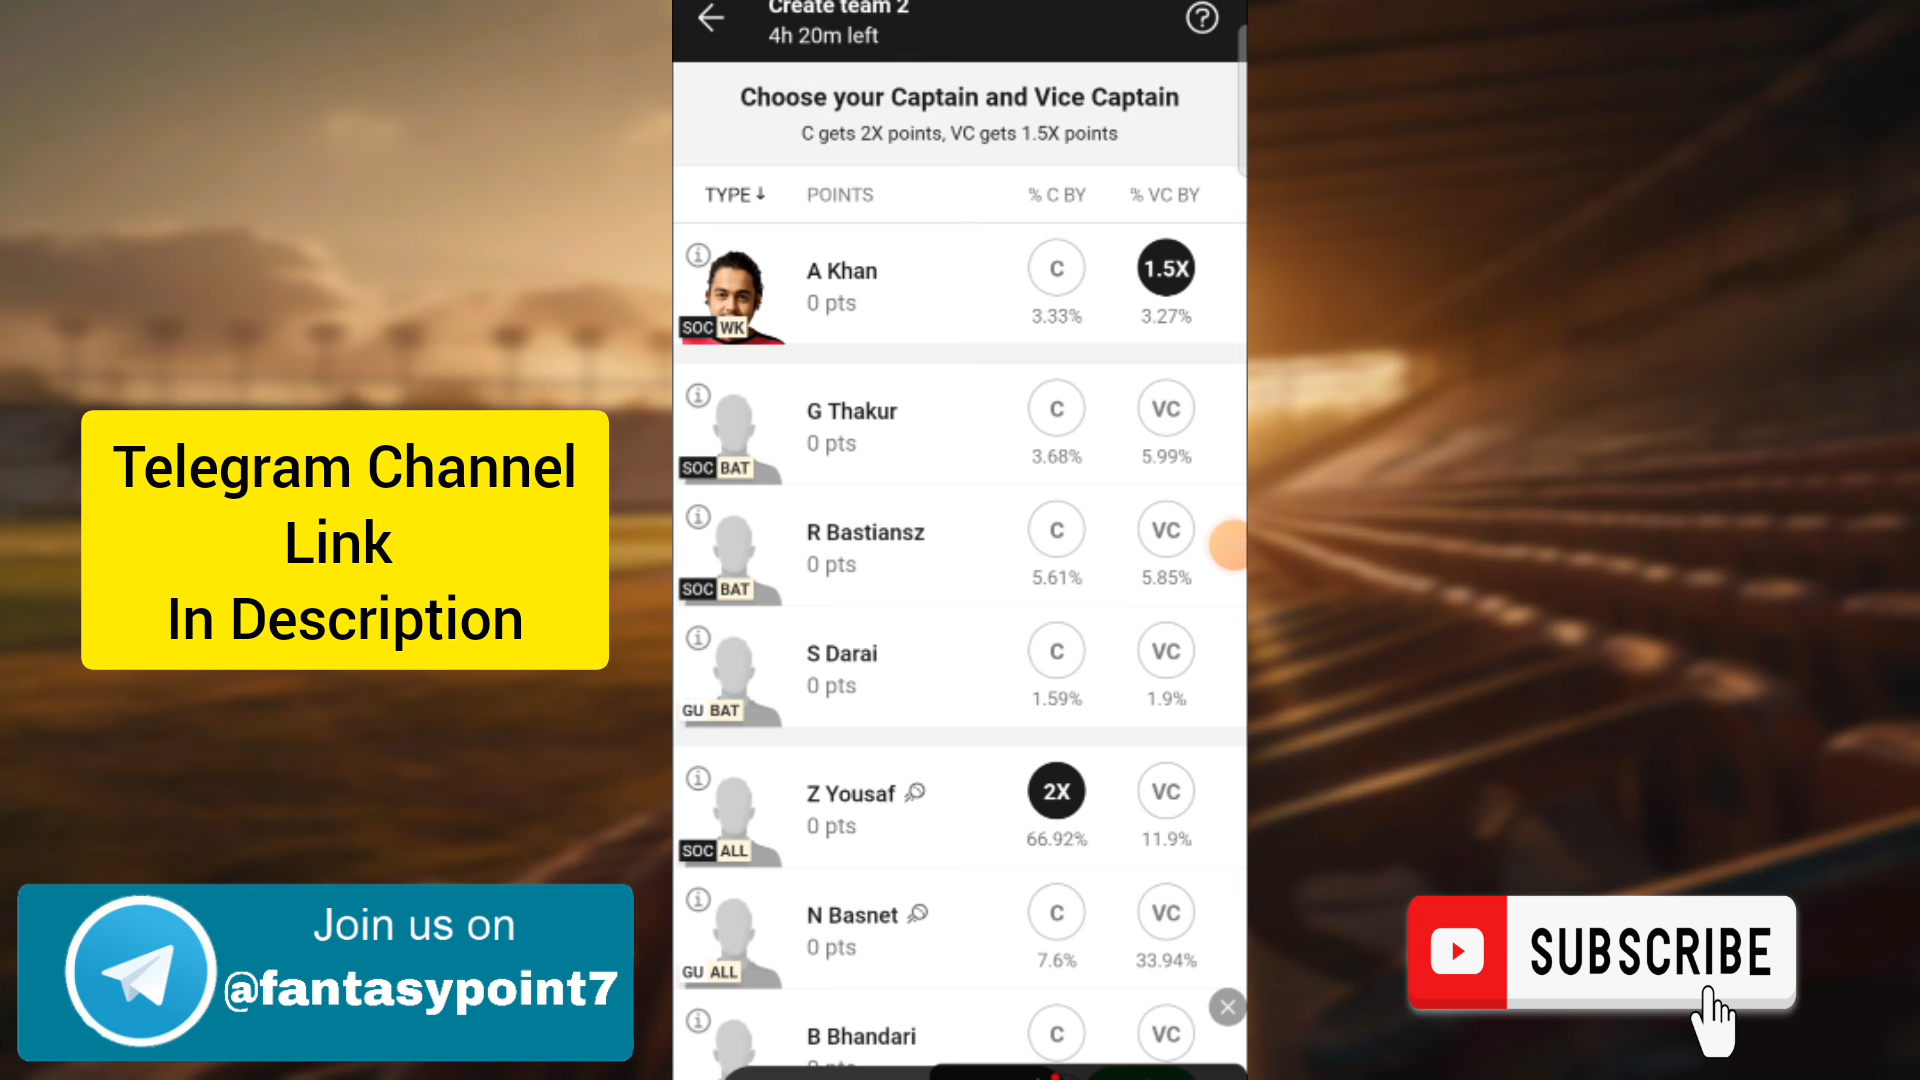 Create team 2
4h 20m left
Choose your Captain and Vice Captain
C gets 2X points, VC gets 1.5X points
TYPE↓ POINTS % C BY % VC BY
A Khan
0 pts
SOC WK
C 1.5X
3.33% 3.27%
G Thakur
0 pts
SOC BAT
C VC
3.68% 5.99%
R Bastiansz
0 pts
SOC BAT
C VC
5.61% 5.85%
S Darai
0 pts
GU BAT
C VC
1.59% 1.9%
Z Yousaf
0 pts
SOC ALL
2X VC
66.92% 11.9%
N Basnet
0 pts
GU ALL
C VC
7.6% 33.94%
B Bhandari
C VC
Telegram Channel
Link
In Description
Join us on
@fantasypoint7
SUBSCRIBE